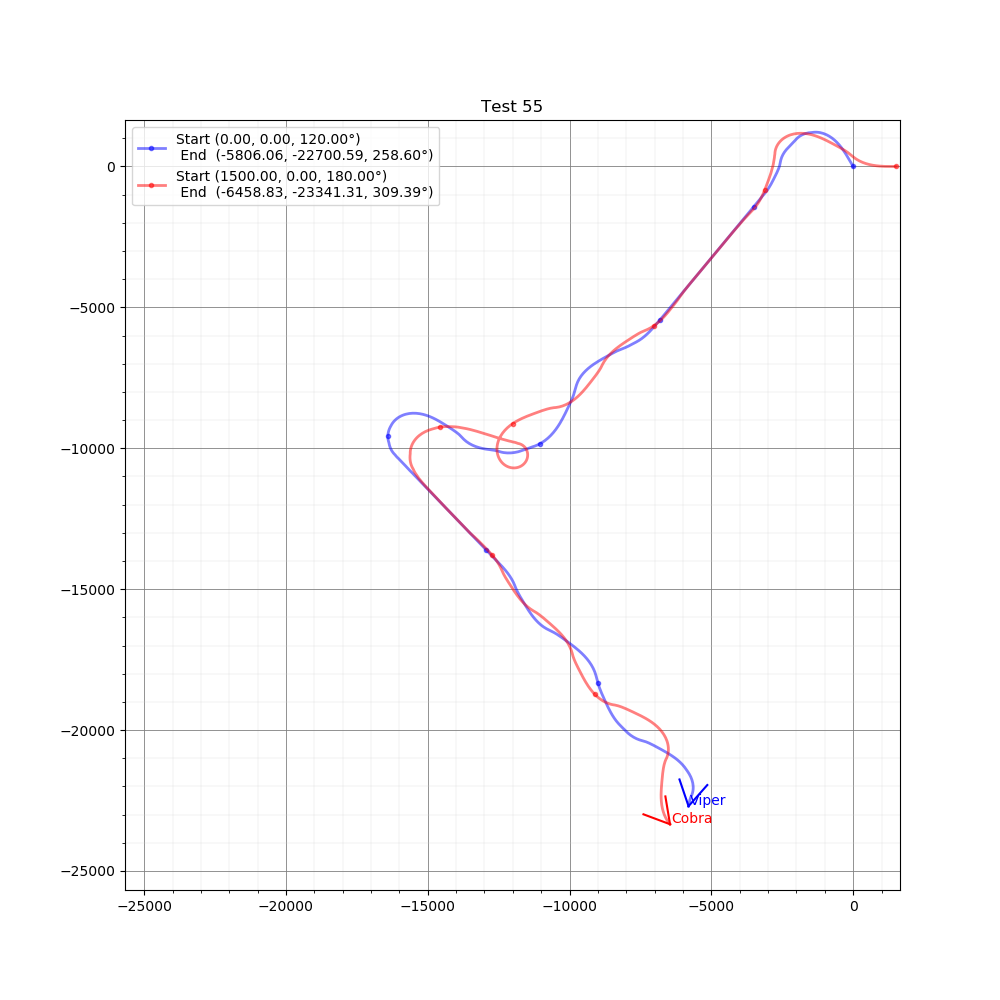 Test 55
Start (0.00, 0.00, 120.00°)
End (-5806.06, -22700.59, 258.60°)
Start (1500.00, 0.00, 180.00°)
End (-6458.83, -23341.31, 309.39°)
0
−5000
−10000
−15000
−20000
−25000
Viper
Cobra
−25000 −20000 −15000 −10000 −5000 0